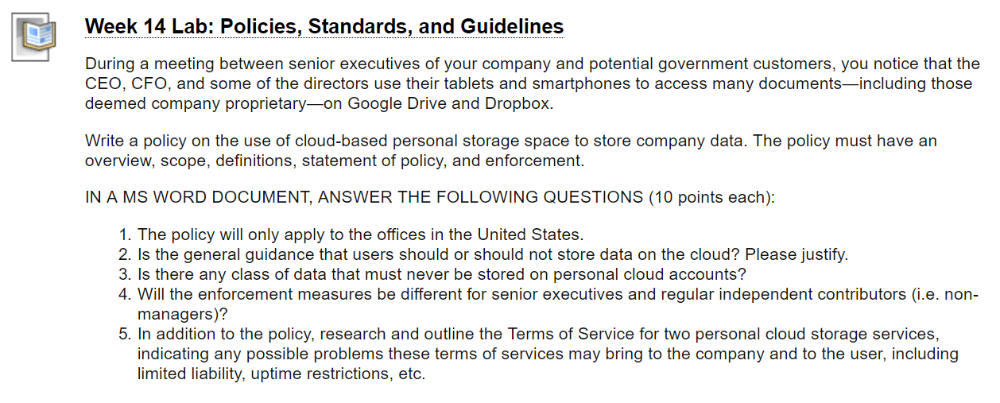 Week 14 Lab: Policies, Standards, and Guidelines
During a meeting between senior executives of your company and potential government customers, you notice that the
CEO, CFO, and some of the directors use their tablets and smartphones to access many documents—including those
deemed company proprietary—on Google Drive and Dropbox.
Write a policy on the use of cloud-based personal storage space to store company data. The policy must have an
overview, scope, definitions, statement of policy, and enforcement.
IN A MS WORD DOCUMENT, ANSWER THE FOLLOWING QUESTIONS (10 points each):
1. The policy will only apply to the offices in the United States.
2. Is the general guidance that users should or should not store data on the cloud? Please justify.
3. Is there any class of data that must never be stored on personal cloud accounts?
4. Will the enforcement measures be different for senior executives and regular independent contributors (i.e. non-
managers)?
5. In addition to the policy, research and outline the Terms of Service for two personal cloud storage services,
indicating any possible problems these terms of services may bring to the company and to the user, including
limited liability, uptime restrictions, etc.